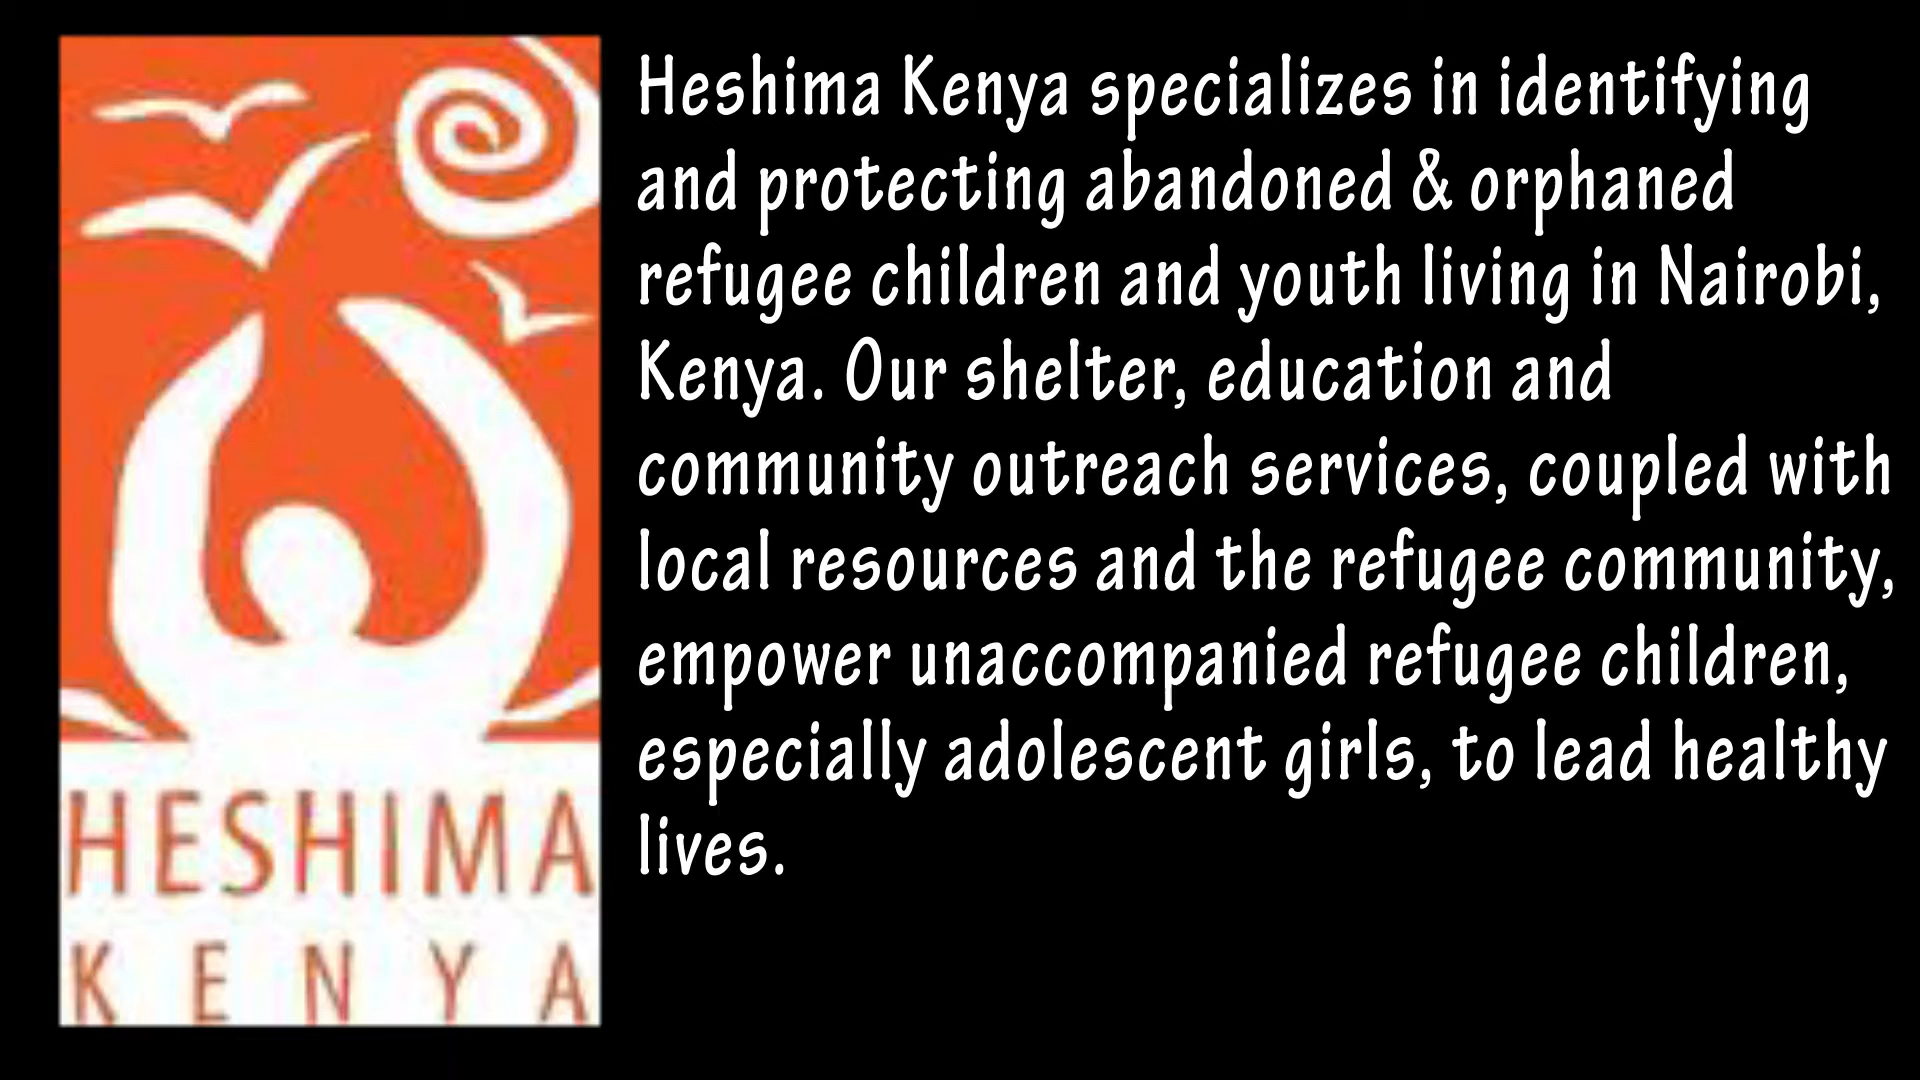 HESHIMA
KENYA
Heshima Kenya specializes in identifying
and protecting abandoned & orphaned
refugee children and youth living in Nairobi,
Kenya. Our shelter, education and
community outreach services, coupled with
local resources and the refugee community,
empower unaccompanied refugee children,
especially adolescent girls, to lead healthy
lives.